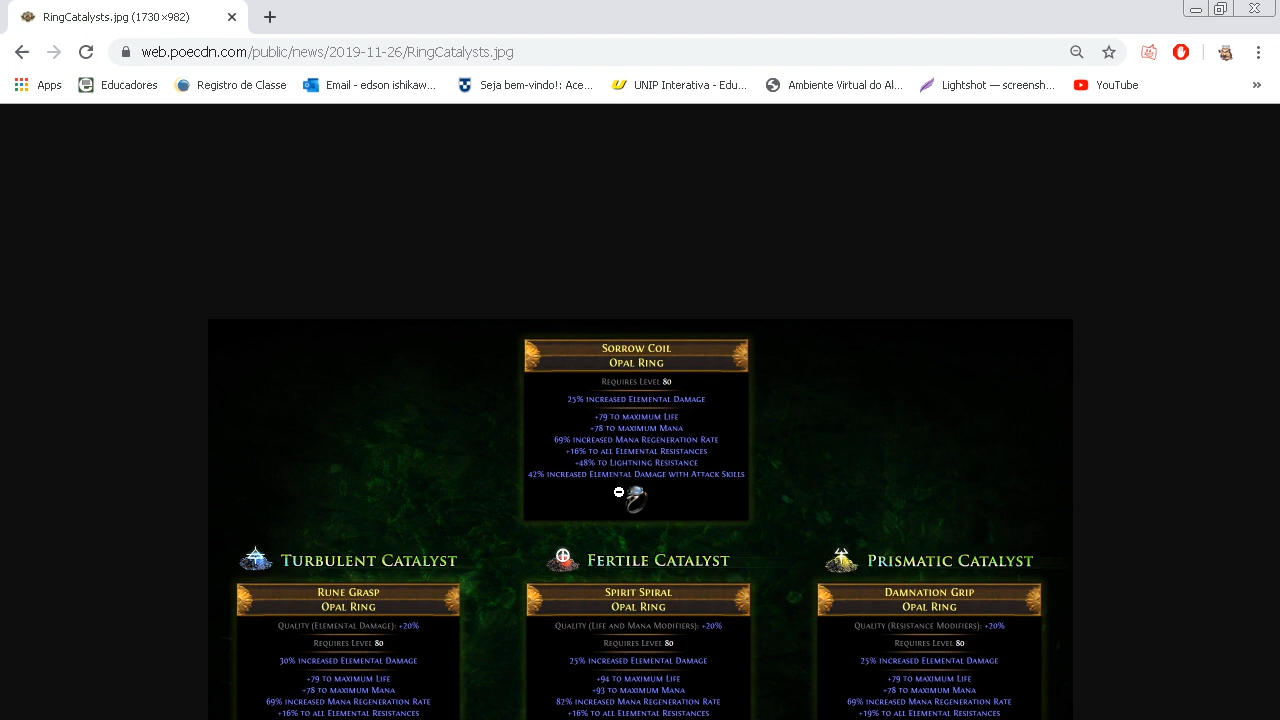 RingCatalysts.jpg (1730×982)
web.poecdn.com/public/news/2019-11-26/RingCatalysts.jpg
Apps Educadores Registro de Classe Email - edson ishikaw... Seja bem-vindo!: Ace... UNIP Interativa - Edu... Ambiente Virtual do Al... Lightshot — screensh... YouTube »
Sorrow Coil
Opal Ring
Requires Level 80
25% increased Elemental Damage
+79 to maximum Life
+78 to maximum Mana
69% increased Mana Regeneration Rate
+16% to all Elemental Resistances
+48% to Lightning Resistance
42% increased Elemental Damage with Attack Skills
Turbulent Catalyst
Rune Grasp
Opal Ring
Quality (Elemental Damage): +20%
Requires Level 80
30% increased Elemental Damage
+79 to maximum Life
+78 to maximum Mana
69% increased Mana Regeneration Rate
+16% to all Elemental Resistances
Fertile Catalyst
Spirit Spiral
Opal Ring
Quality (Life and Mana Modifiers): +20%
Requires Level 80
25% increased Elemental Damage
+94 to maximum Life
+93 to maximum Mana
82% increased Mana Regeneration Rate
+16% to all Elemental Resistances
Prismatic Catalyst
Damnation Grip
Opal Ring
Quality (Resistance Modifiers): +20%
Requires Level 80
25% increased Elemental Damage
+79 to maximum Life
+78 to maximum Mana
69% increased Mana Regeneration Rate
+19% to all Elemental Resistances